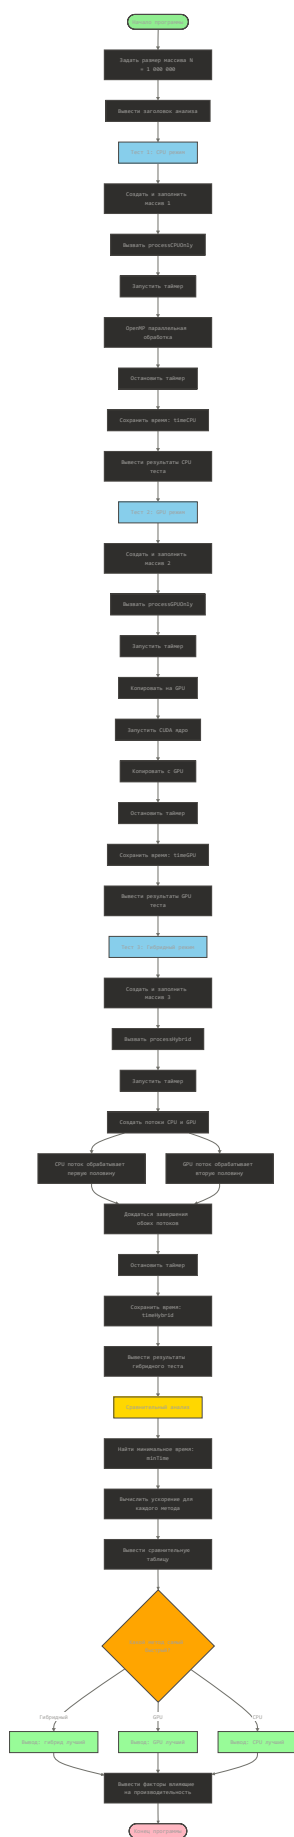 Начало программы
Задать размер массива N
= 1 000 000
Вывести заголовок анализа
Тест 1: CPU режим
Создать и заполнить
массив 1
Вызвать processCPUOnly
Запустить таймер
OpenMP параллельная
обработка
Остановить таймер
Сохранить время: timeCPU
Вывести результаты CPU
теста
Тест 2: GPU режим
Создать и заполнить
массив 2
Вызвать processGPUOnly
Запустить таймер
Копировать на GPU
Запустить CUDA ядро
Копировать с GPU
Остановить таймер
Сохранить время: timeGPU
Вывести результаты GPU
теста
Тест 3: Гибридный режим
Создать и заполнить
массив 3
Вызвать processHybrid
Запустить таймер
Создать потоки CPU и GPU
CPU поток обрабатывает
первую половину
GPU поток обрабатывает
вторую половину
Дождаться завершения
обоих потоков
Остановить таймер
Сохранить время:
timeHybrid
Вывести результаты
гибридного теста
Сравнительный анализ
Найти минимальное время:
minTime
Вычислить ускорение для
каждого метода
Вывести сравнительную
таблицу
Гибридный
GPU
CPU
Вывод: гибрид лучший
Вывод: GPU лучший
Вывод: CPU лучший
Вывести факторы влияющие
на производительность
Конец программы